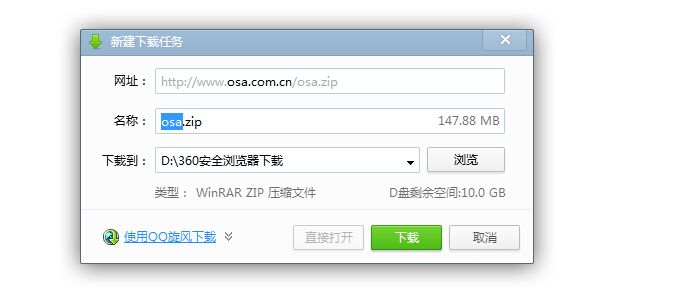 新建下载任务
网址： http://www.osa.com.cn/osa.zip
名称： osa.zip 147.88 MB
下载到： D:\360安全浏览器下载 浏览
类型： WinRAR ZIP 压缩文件 D盘剩余空间:10.0 GB
使用QQ旋风下载 直接打开 下载 取消